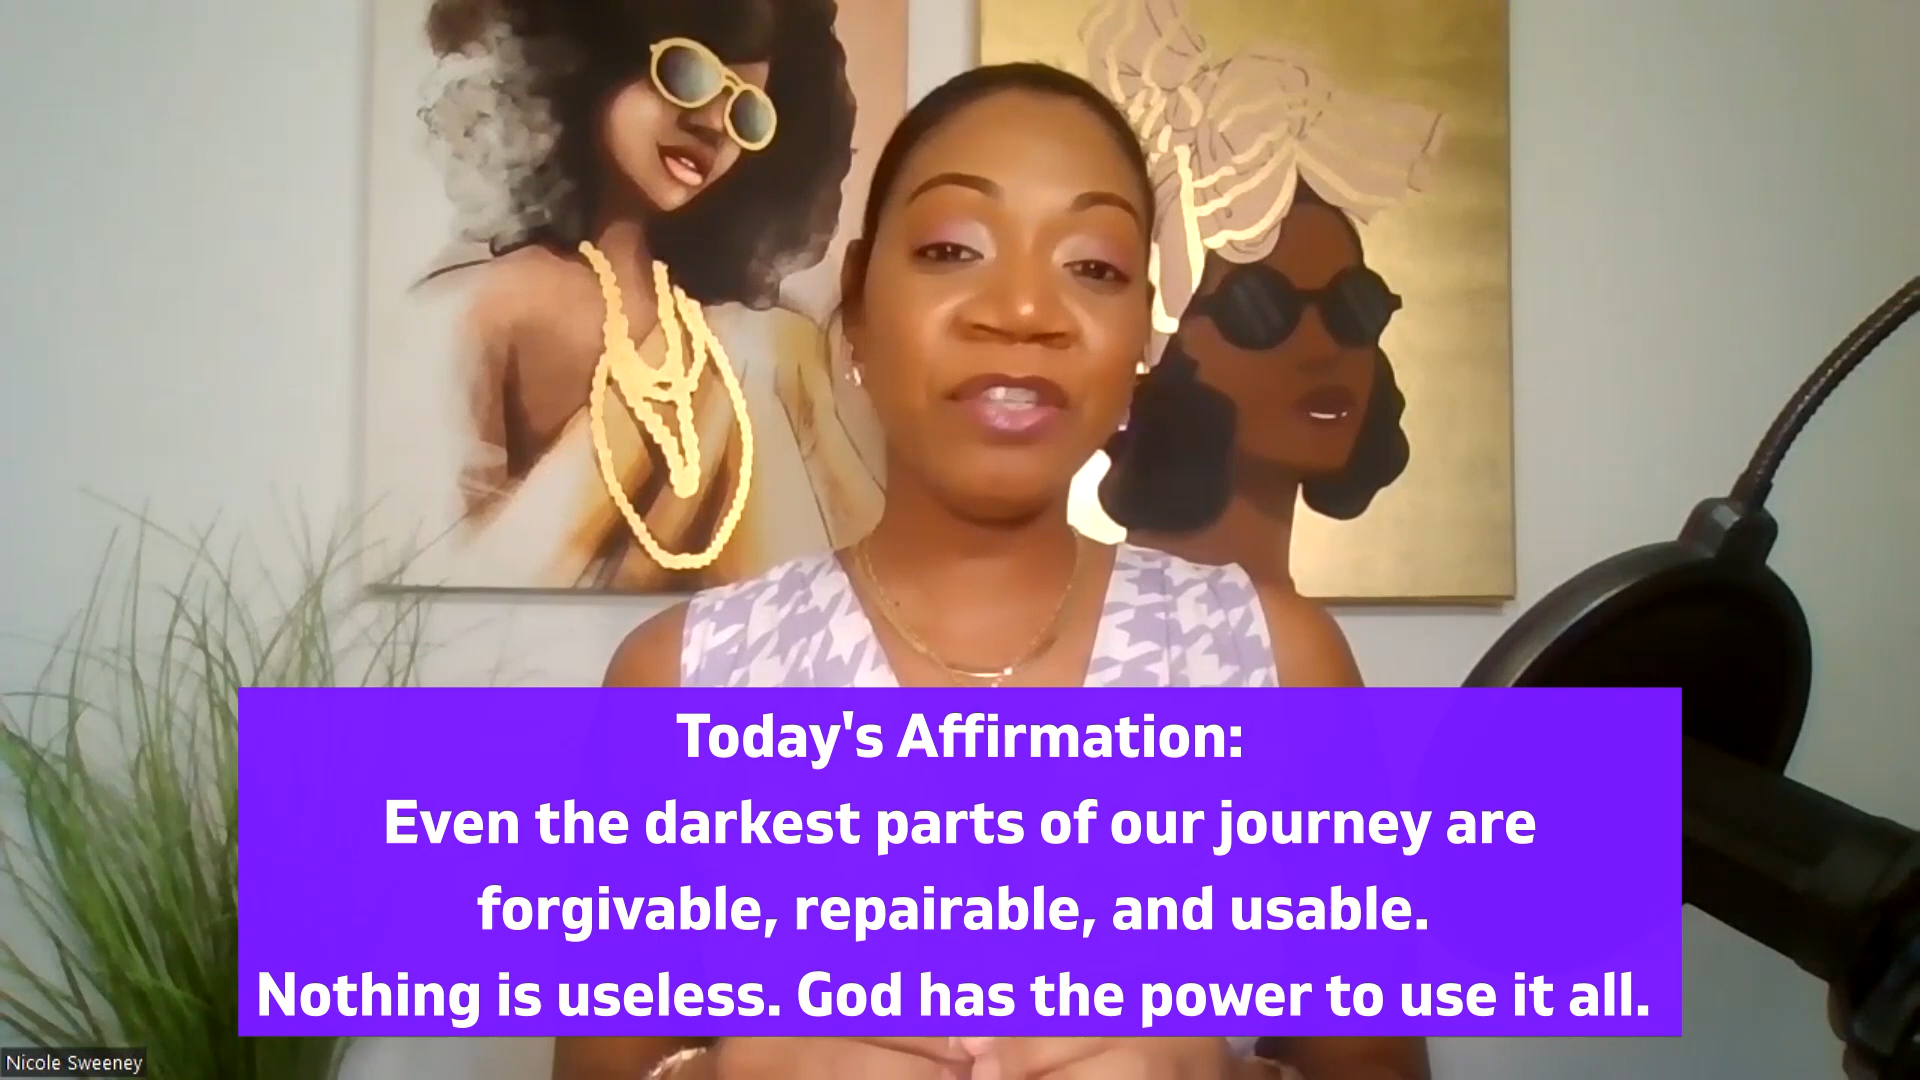 Today's Affirmation:
Even the darkest parts of our journey are
forgivable, repairable, and usable.
Nothing is useless. God has the power to use it all.
Nicole Sweeney